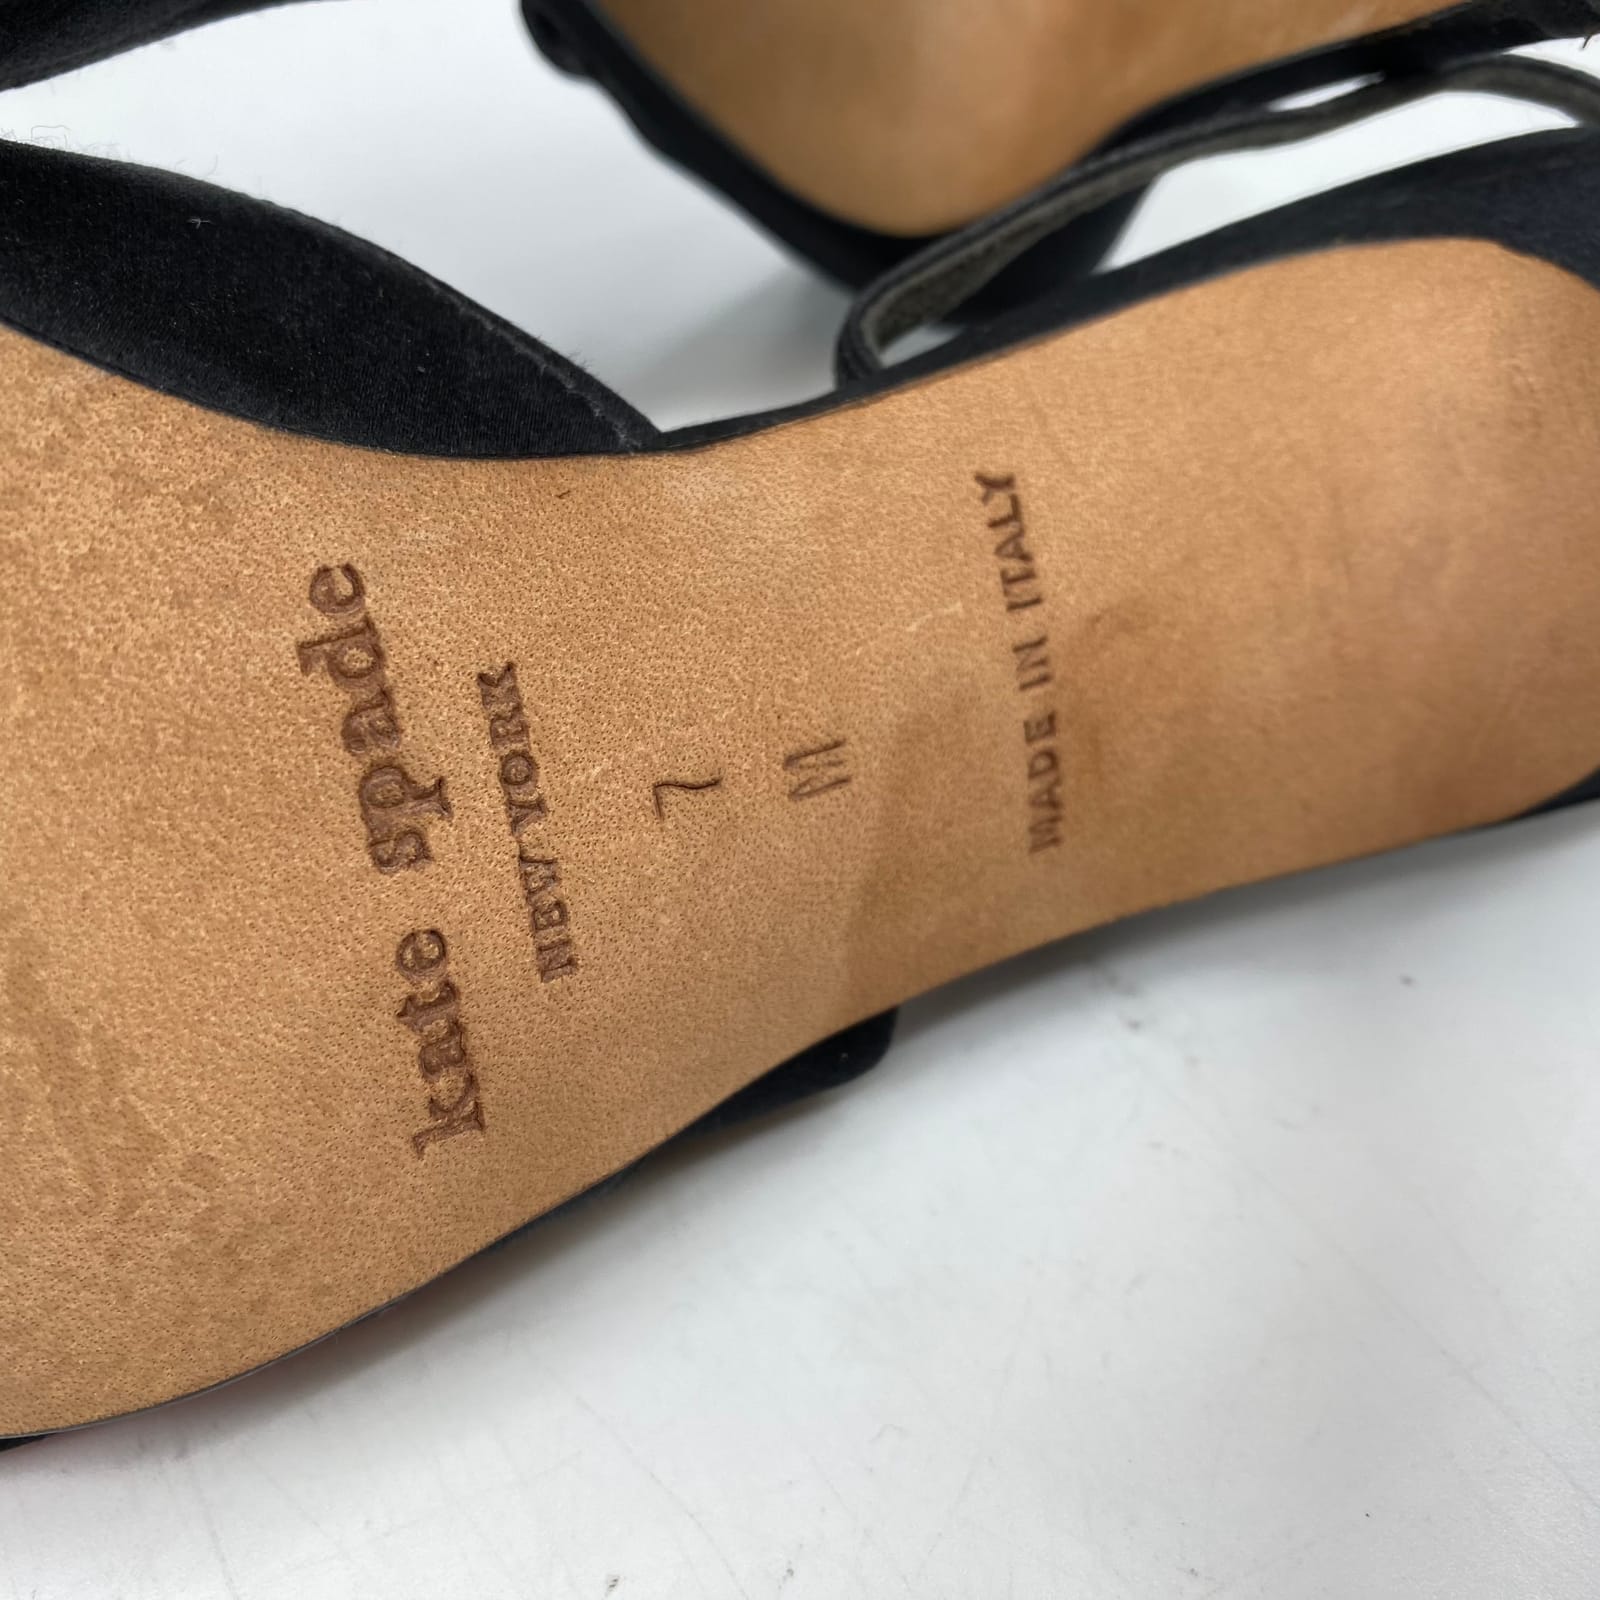 kate spade
NEW YORK
7
M
MADE IN ITALY